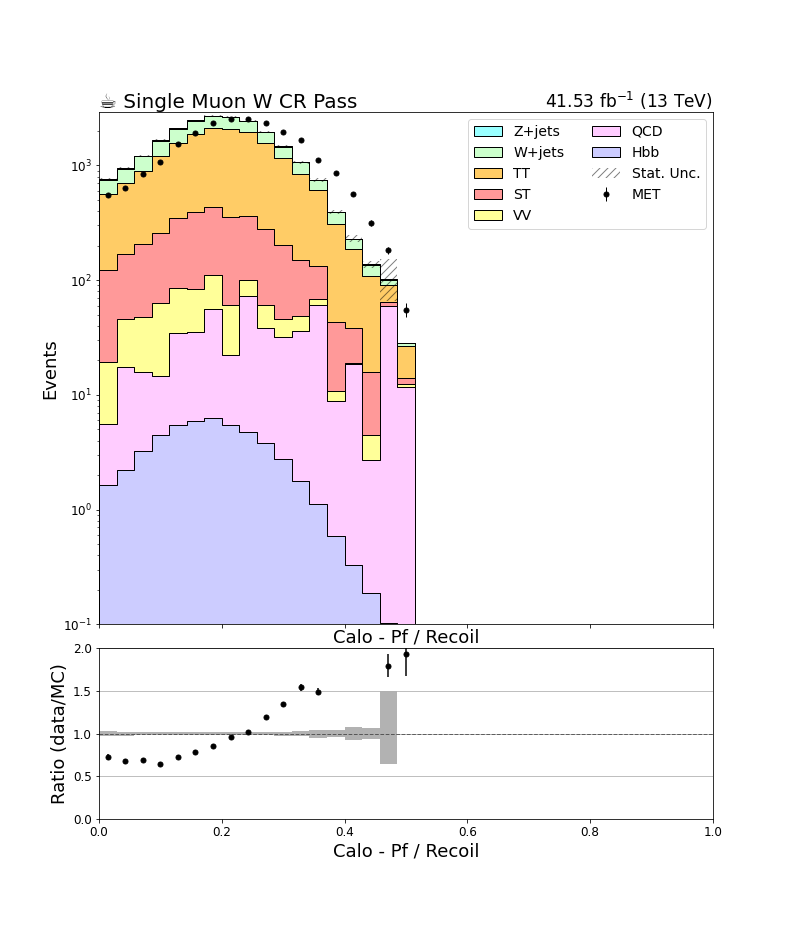 ☕ Single Muon W CR Pass
41.53 fb⁻¹ (13 TeV)
Z+jets
W+jets
TT
ST
VV
QCD
Hbb
Stat. Unc.
MET
Events
10³
10²
10¹
10⁰
10⁻¹
Calo - Pf / Recoil
Ratio (data/MC)
2.0
1.5
1.0
0.5
0.0
0.0 0.2 0.4 0.6 0.8 1.0
Calo - Pf / Recoil